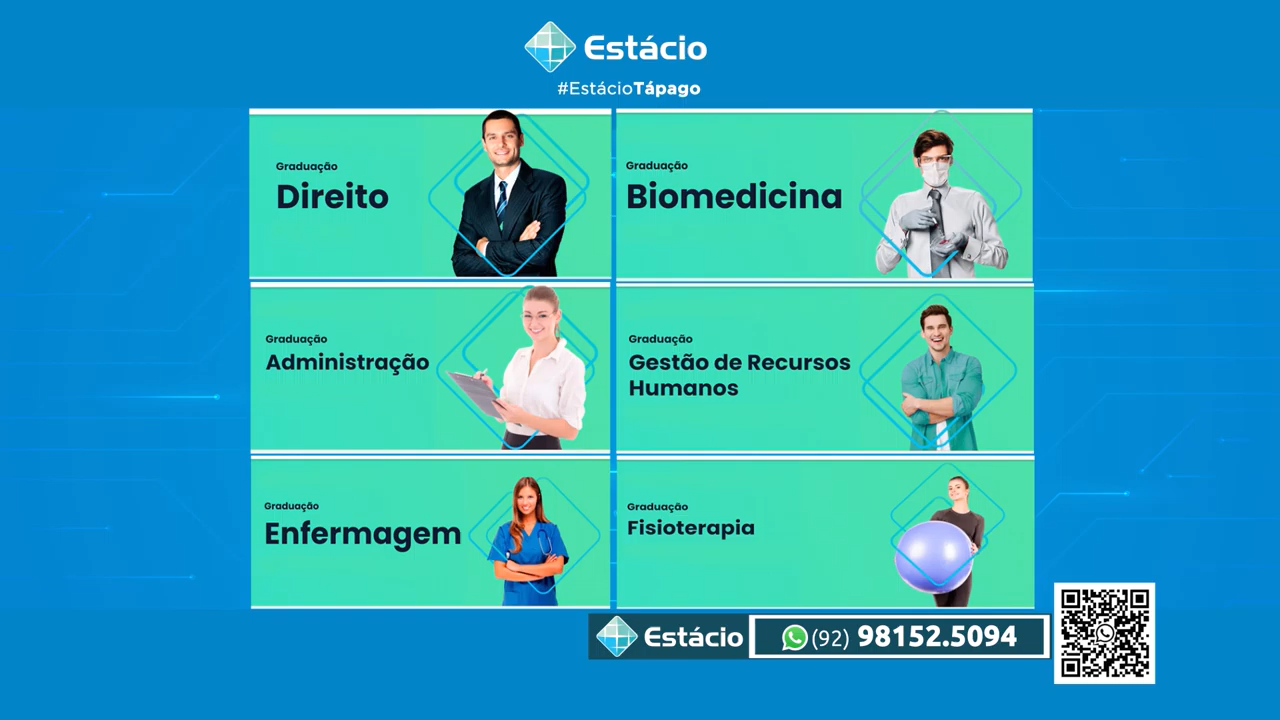 Estácio
#EstácioTápago
Graduação
Direito
Graduação
Biomedicina
Graduação
Administração
Graduação
Gestão de Recursos
Humanos
Graduação
Enfermagem
Graduação
Fisioterapia
Estácio
(92) 98152.5094